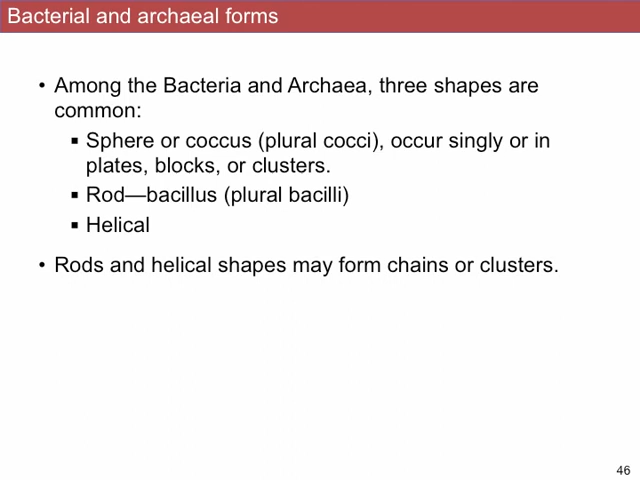 Bacterial and archaeal forms
• Among the Bacteria and Archaea, three shapes are
common:
▪ Sphere or coccus (plural cocci), occur singly or in
plates, blocks, or clusters.
▪ Rod—bacillus (plural bacilli)
▪ Helical
• Rods and helical shapes may form chains or clusters.
46